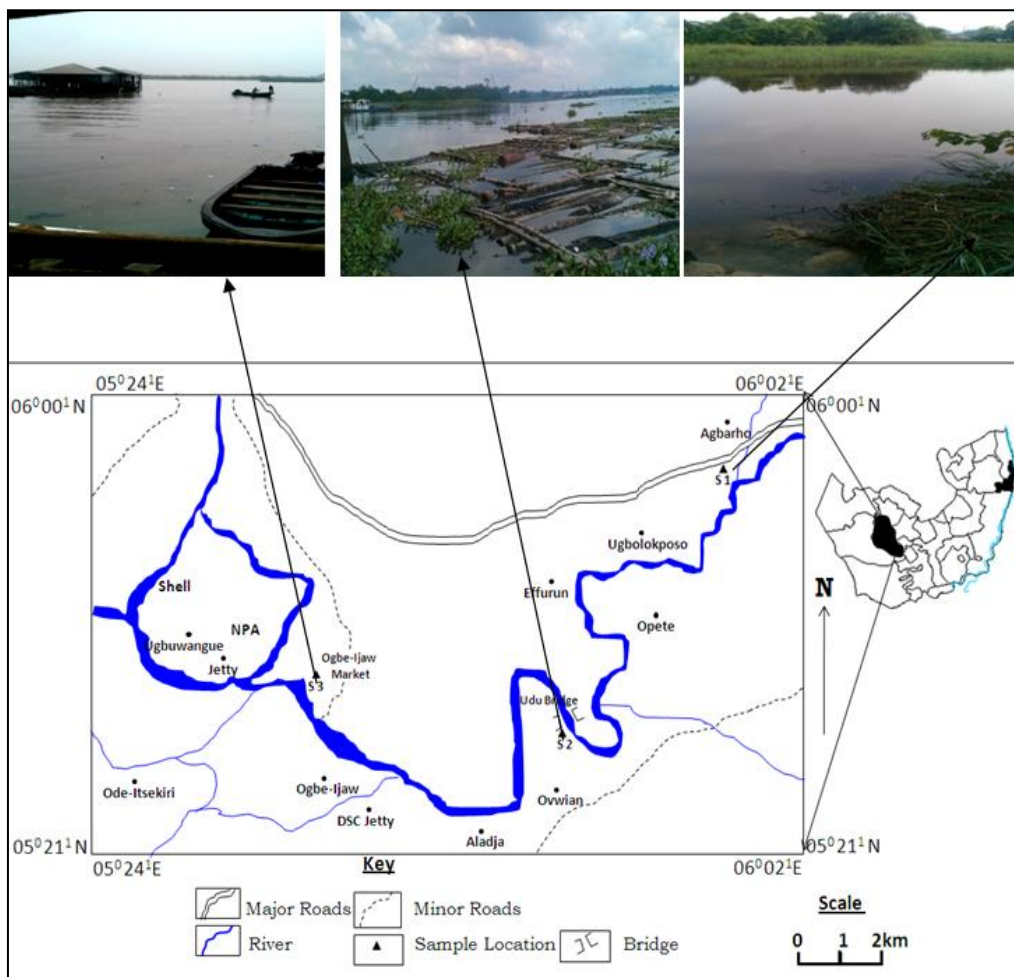 05⁰24¹E
06⁰02¹E
06⁰00¹N
06⁰00¹N
Agbarho
S1
Ugbolokposo
Shell
Effurun
N
Opete
NPA
Ugbuwangue
Jetty
Ogbe-Ijaw
Market
S3
Udu Bridge
S2
Ode-Itsekiri
Ogbe-Ijaw
Ovwian
DSC Jetty
Aladja
05⁰21¹N
05⁰21¹N
05⁰24¹E
06⁰02¹E
Key
Major Roads
Minor Roads
River
Sample Location
Bridge
Scale
0 1 2km